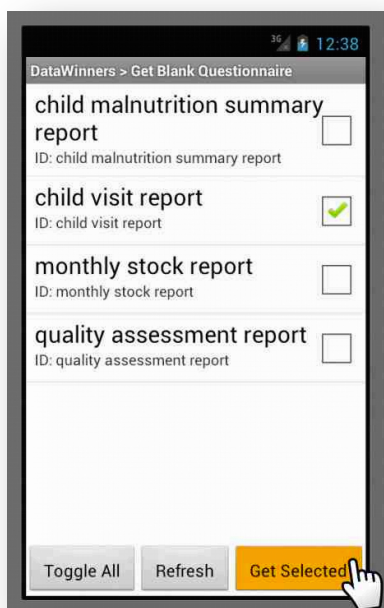 3G 12:38
DataWinners > Get Blank Questionnaire
child malnutrition summary
report
ID: child malnutrition summary report
child visit report
ID: child visit report
monthly stock report
ID: monthly stock report
quality assessment report
ID: quality assessment report
Toggle All Refresh Get Selected